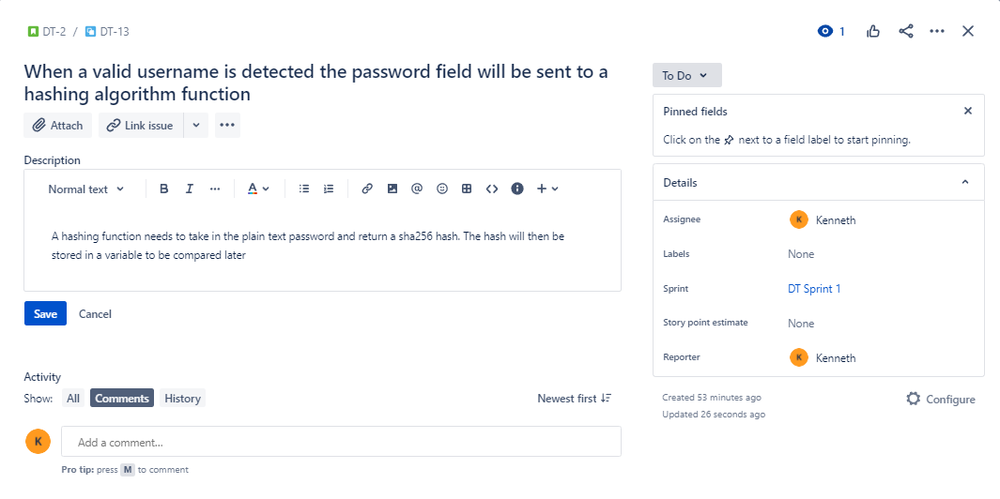 DT-2 / DT-13
1
When a valid username is detected the password field will be sent to a
hashing algorithm function
Attach
Link issue
Description
Normal text
B I A @
A hashing function needs to take in the plain text password and return a sha256 hash. The hash will then be
stored in a variable to be compared later
Save Cancel
Activity
Show: All Comments History
Newest first
K
Add a comment...
Pro tip: press M to comment
To Do
Pinned fields
Click on the next to a field label to start pinning.
Details
Assignee K Kenneth
Labels None
Sprint DT Sprint 1
Story point estimate None
Reporter K Kenneth
Created 53 minutes ago
Updated 26 seconds ago
Configure